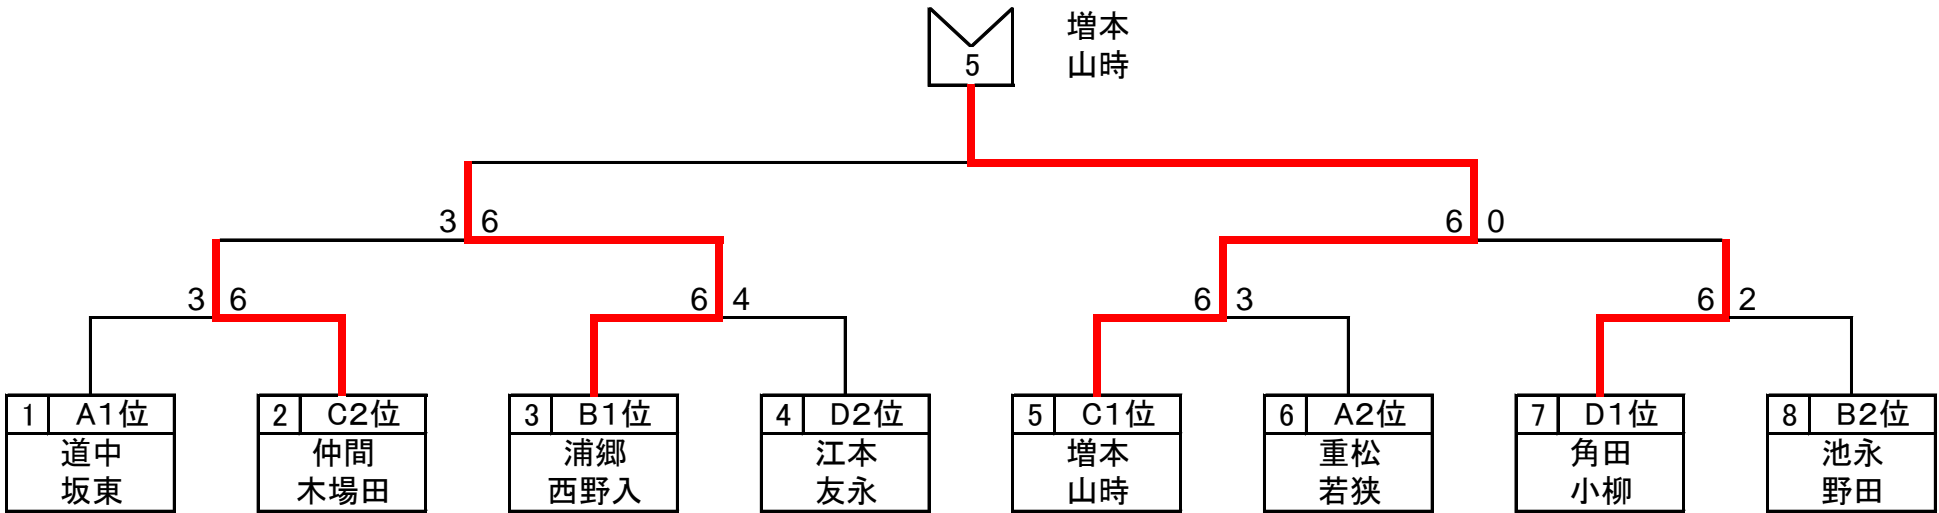 増本
5
山時
3 6
6 0
3 6
6 4
6 3
6 2
1 A1位
道中
坂東
2 C2位
仲間
木場田
3 B1位
浦郷
西野入
4 D2位
江本
友永
5 C1位
増本
山時
6 A2位
重松
若狭
7 D1位
角田
小柳
8 B2位
池永
野田